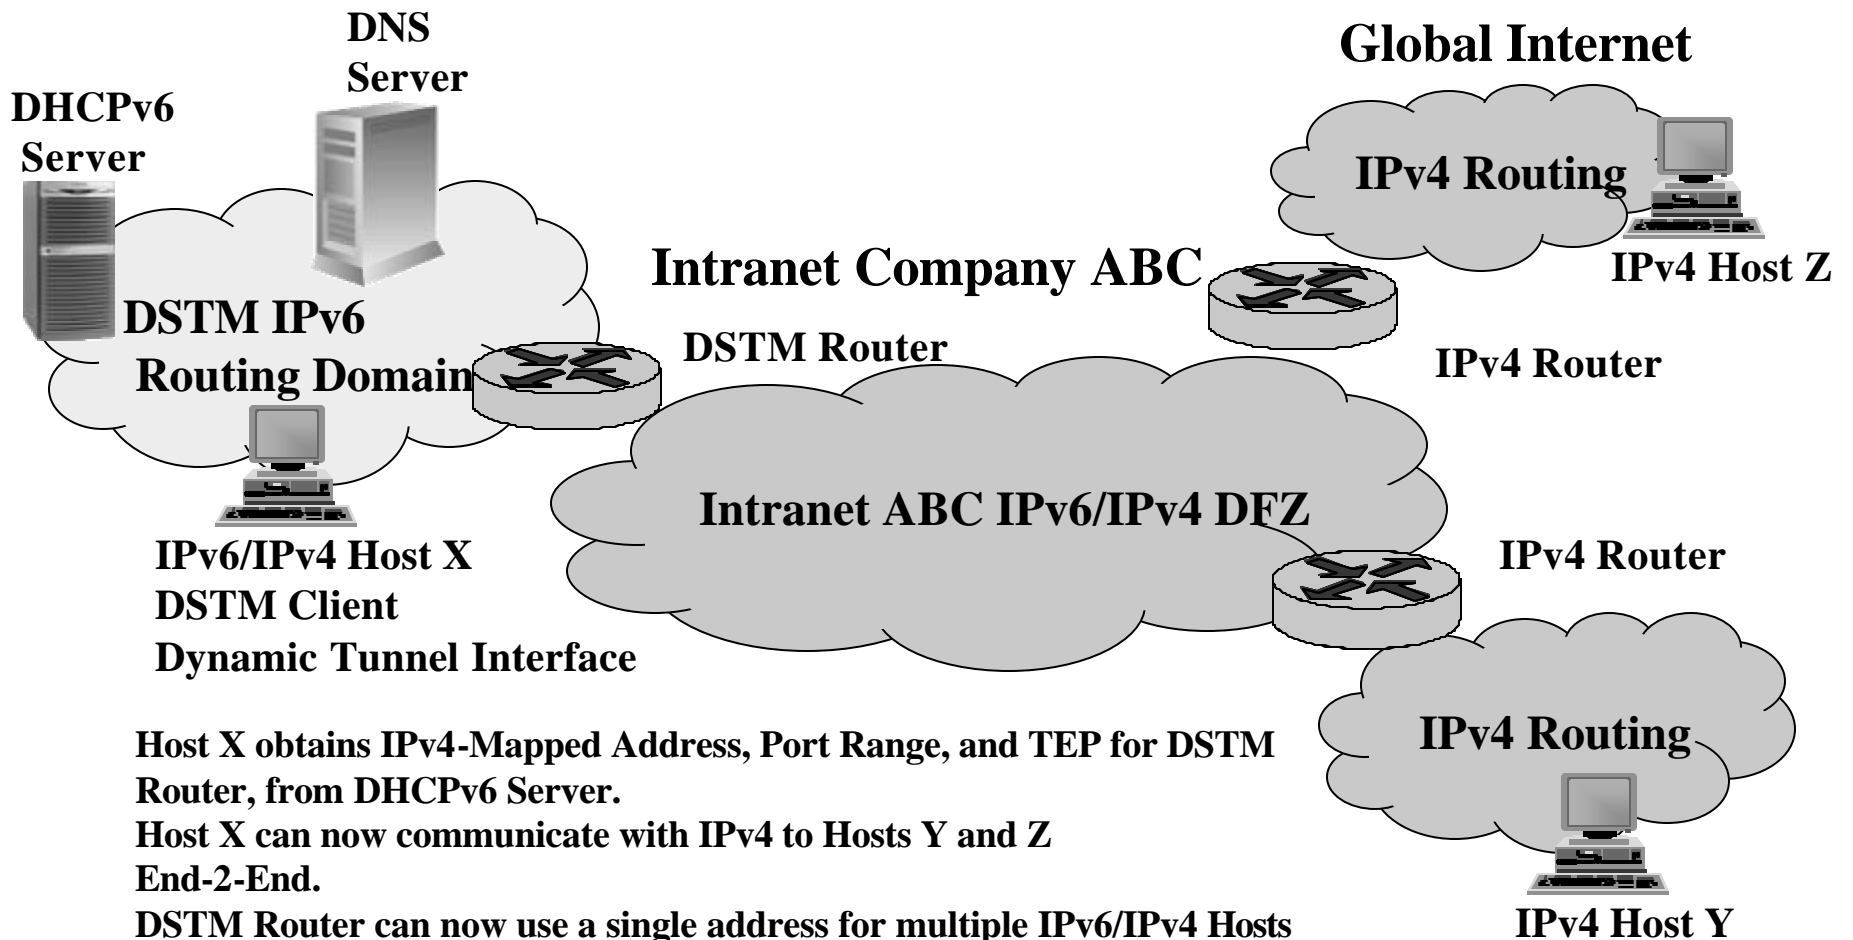 DNS
Server
Global Internet
DHCPv6
Server
IPv4 Routing
IPv4 Host Z
Intranet Company ABC
DSTM IPv6
Routing Domain
DSTM Router
IPv4 Router
Intranet ABC IPv6/IPv4 DFZ
IPv4 Router
IPv6/IPv4 Host X
DSTM Client
Dynamic Tunnel Interface
IPv4 Routing
IPv4 Host Y
Host X obtains IPv4-Mapped Address, Port Range, and TEP for DSTM
Router, from DHCPv6 Server.
Host X can now communicate with IPv4 to Hosts Y and Z
End-2-End.
DSTM Router can now use a single address for multiple IPv6/IPv4 Hosts